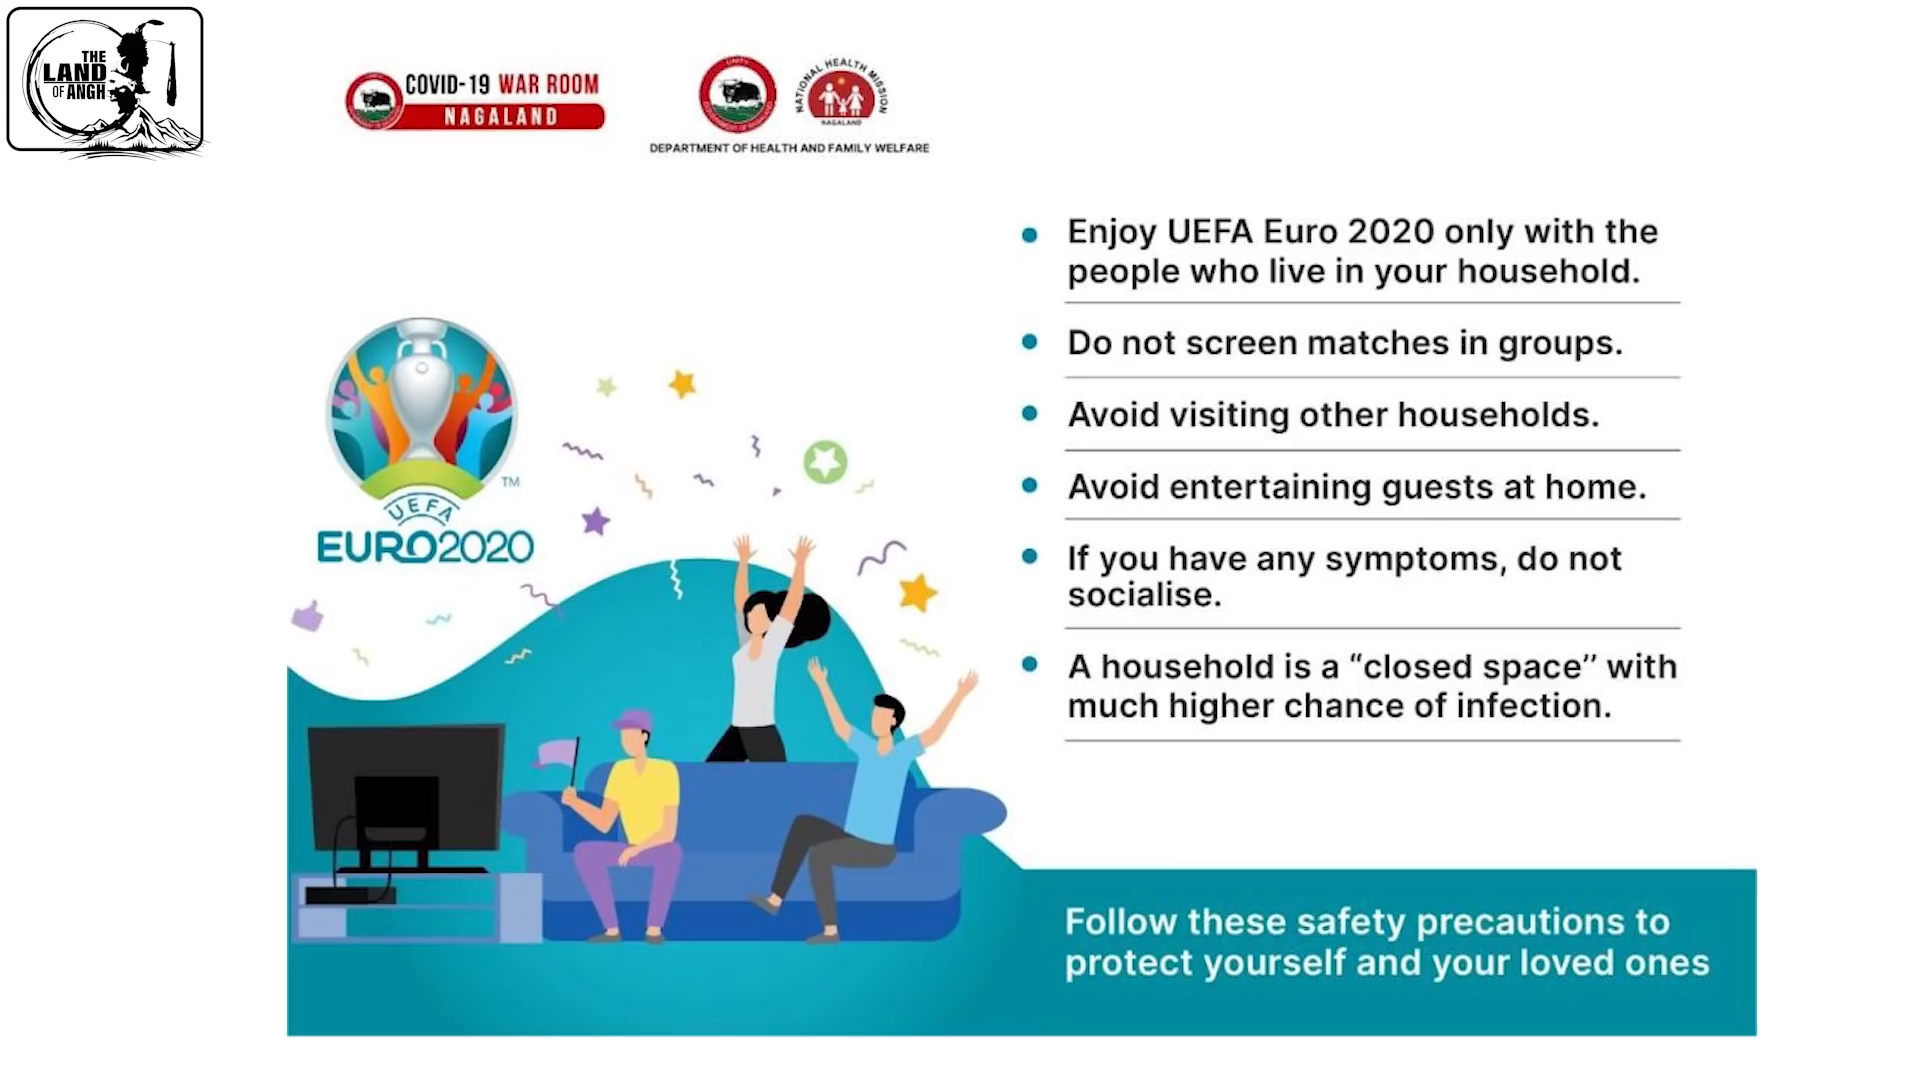 THE
LAND
OF ANGH
COVID-19 WAR ROOM
NAGALAND
UNITY
NATIONAL HEALTH MISSION
NAGALAND
DEPARTMENT OF HEALTH AND FAMILY WELFARE
Enjoy UEFA Euro 2020 only with the
people who live in your household.
Do not screen matches in groups.
Avoid visiting other households.
Avoid entertaining guests at home.
If you have any symptoms, do not
socialise.
A household is a “closed space” with
much higher chance of infection.
TM
UEFA
EURO2020
Follow these safety precautions to
protect yourself and your loved ones